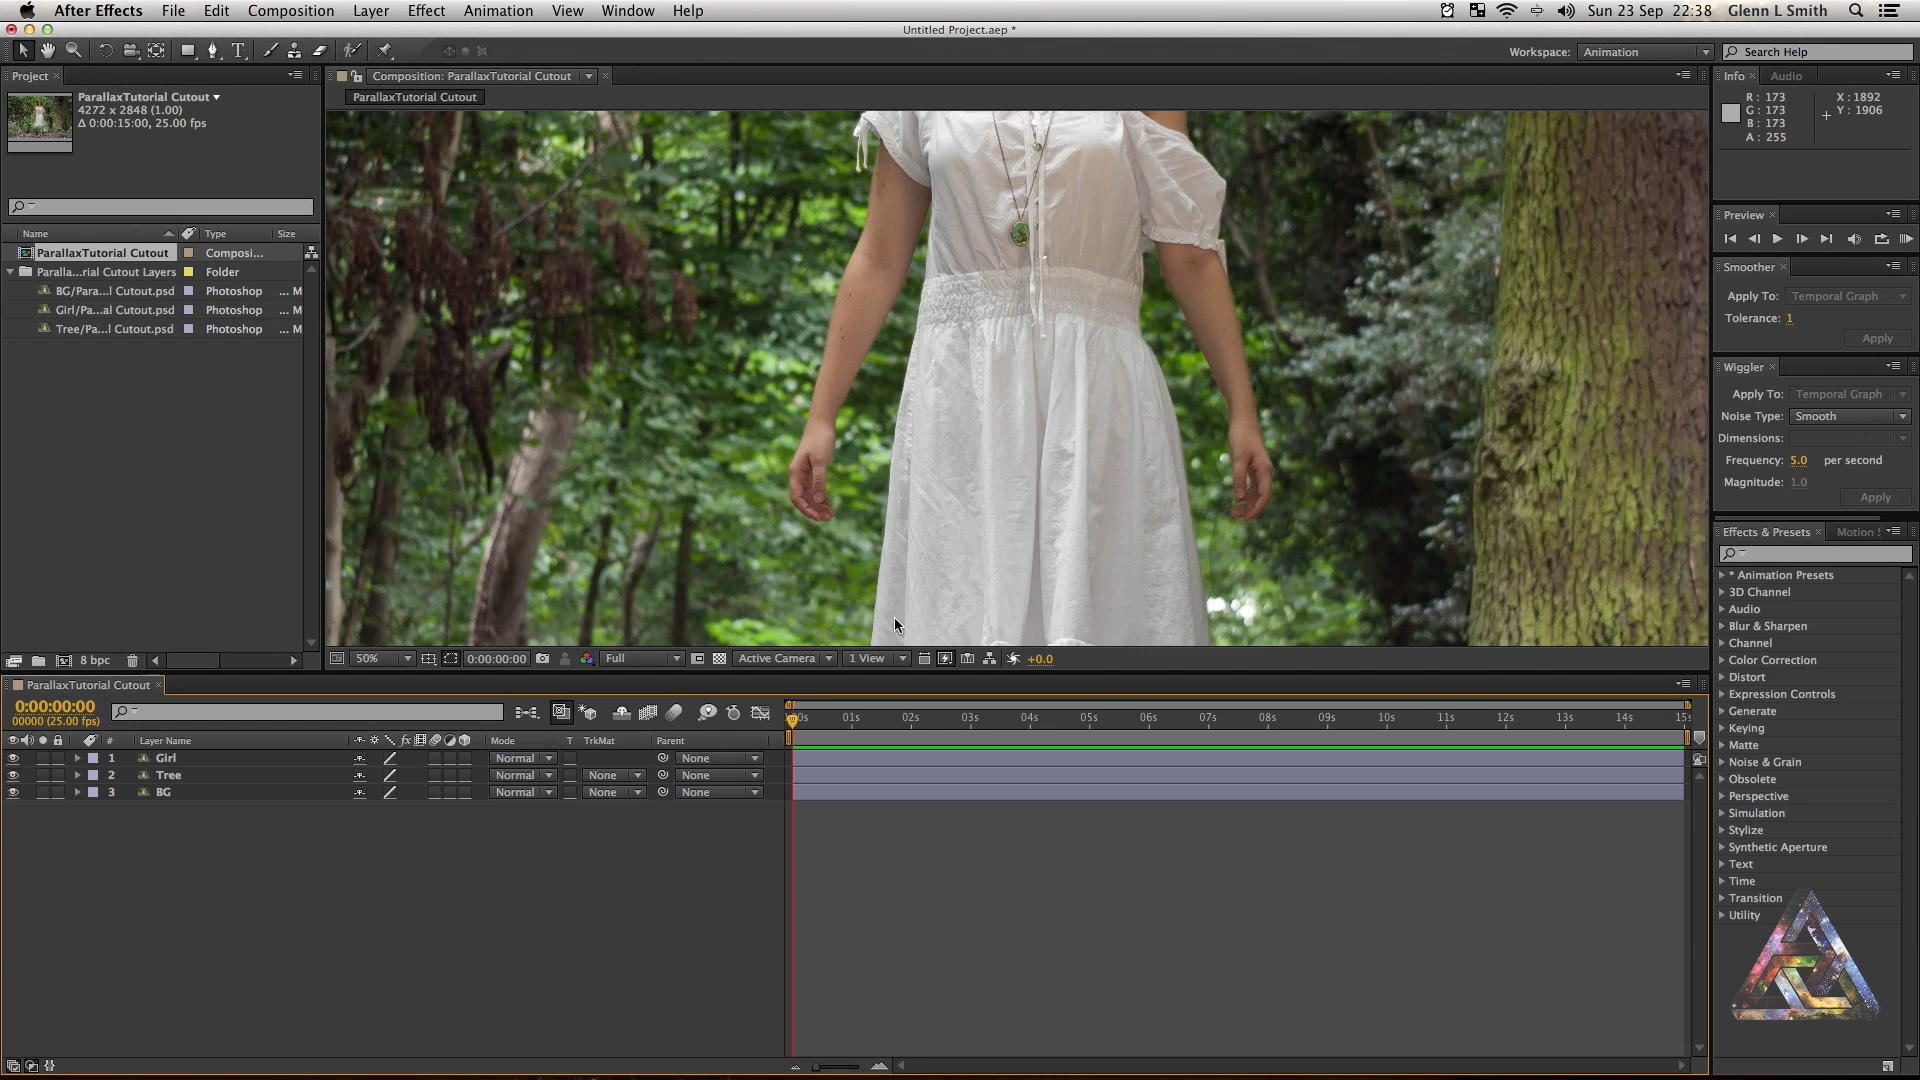 After Effects File Edit Composition Layer Effect Animation View Window Help
Sun 23 Sep 22:38 Glenn L Smith
Untitled Project.aep *
Workspace: Animation
Search Help
Project
ParallaxTutorial Cutout
4272 x 2848 (1.00)
Δ 0:00:15:00, 25.00 fps
Name Type Size
ParallaxTutorial Cutout Composi...
Paralla...rial Cutout Layers Folder
BG/Para...l Cutout.psd Photoshop ... M
Girl/Pa...al Cutout.psd Photoshop ... M
Tree/Pa...l Cutout.psd Photoshop ... M
8 bpc
Composition: ParallaxTutorial Cutout
ParallaxTutorial Cutout
50% 0:00:00:00 Full Active Camera 1 View +0.0
Info Audio
R: 173 X: 1892
G: 173 Y: 1906
B: 173
A: 255
Preview
Smoother
Apply To: Temporal Graph
Tolerance: 1
Apply
Wiggler
Apply To: Temporal Graph
Noise Type: Smooth
Dimensions:
Frequency: 5.0 per second
Magnitude: 1.0
Apply
Effects & Presets Motion
* Animation Presets
3D Channel
Audio
Blur & Sharpen
Channel
Color Correction
Distort
Expression Controls
Generate
Keying
Matte
Noise & Grain
Obsolete
Perspective
Simulation
Stylize
Synthetic Aperture
Text
Time
Transition
Utility
ParallaxTutorial Cutout
0:00:00:00
00000 (25.00 fps)
01s 02s 03s 04s 05s 06s 07s 08s 09s 10s 11s 12s 13s 14s
# Layer Name fx Mode T TrkMat Parent
1 Girl Normal None
2 Tree Normal None None
3 BG Normal None None